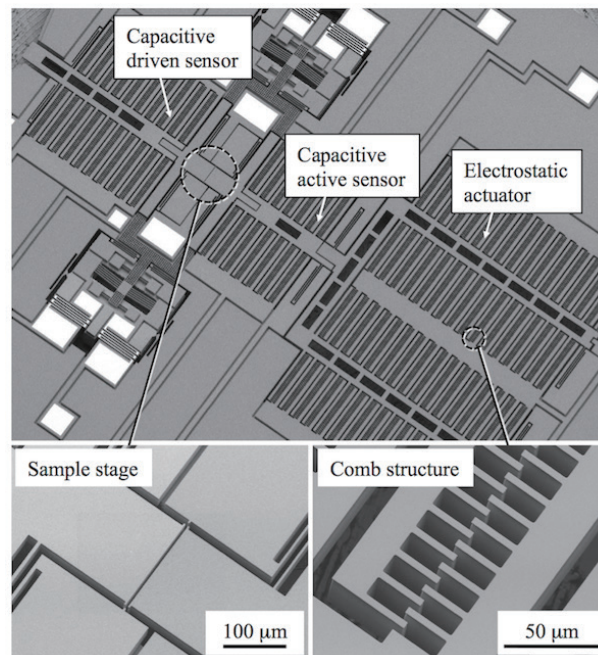 Capacitive
driven sensor
Capacitive
active sensor
Electrostatic
actuator
Sample stage
Comb structure
100 μm
50 μm